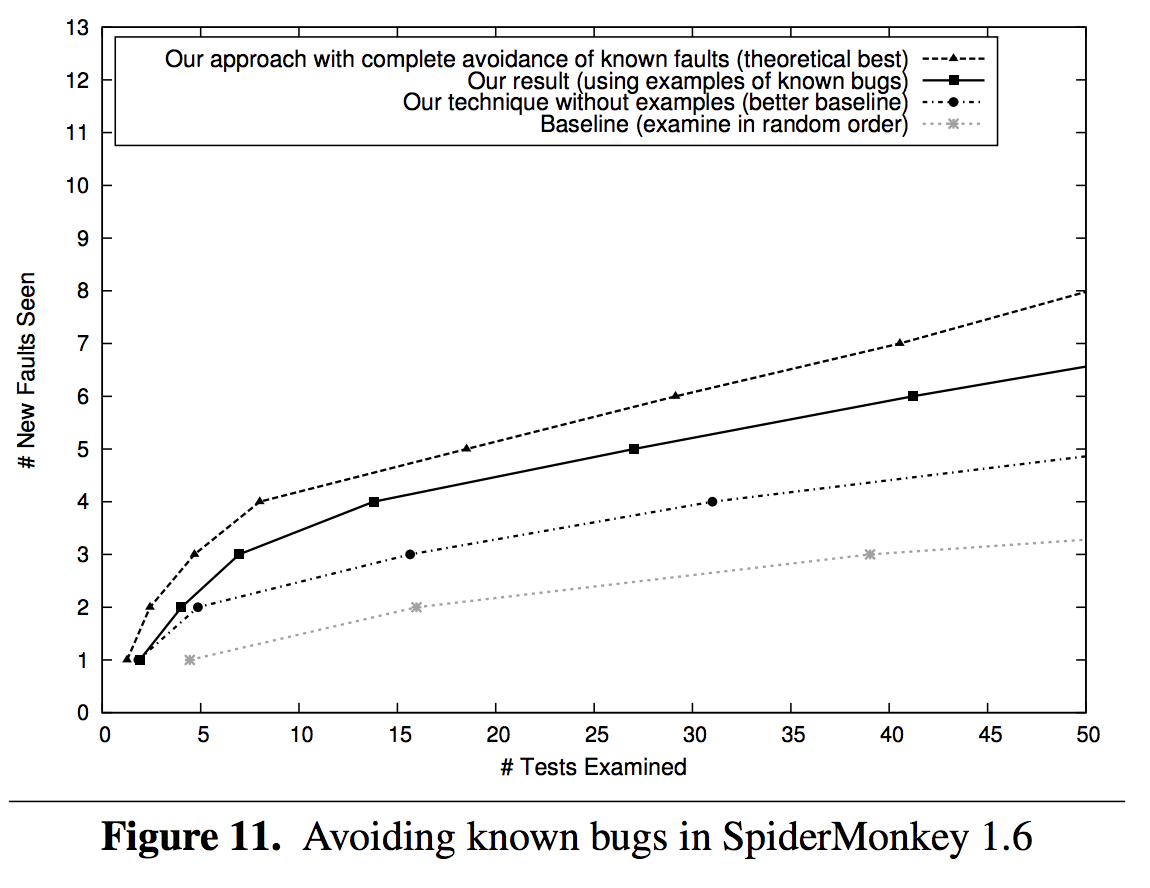 13
12
11
10
9
8
7
6
5
4
3
2
1
0
# New Faults Seen
Our approach with complete avoidance of known faults (theoretical best)
Our result (using examples of known bugs)
Our technique without examples (better baseline)
Baseline (examine in random order)
0 5 10 15 20 25 30 35 40 45 50
# Tests Examined
Figure 11. Avoiding known bugs in SpiderMonkey 1.6